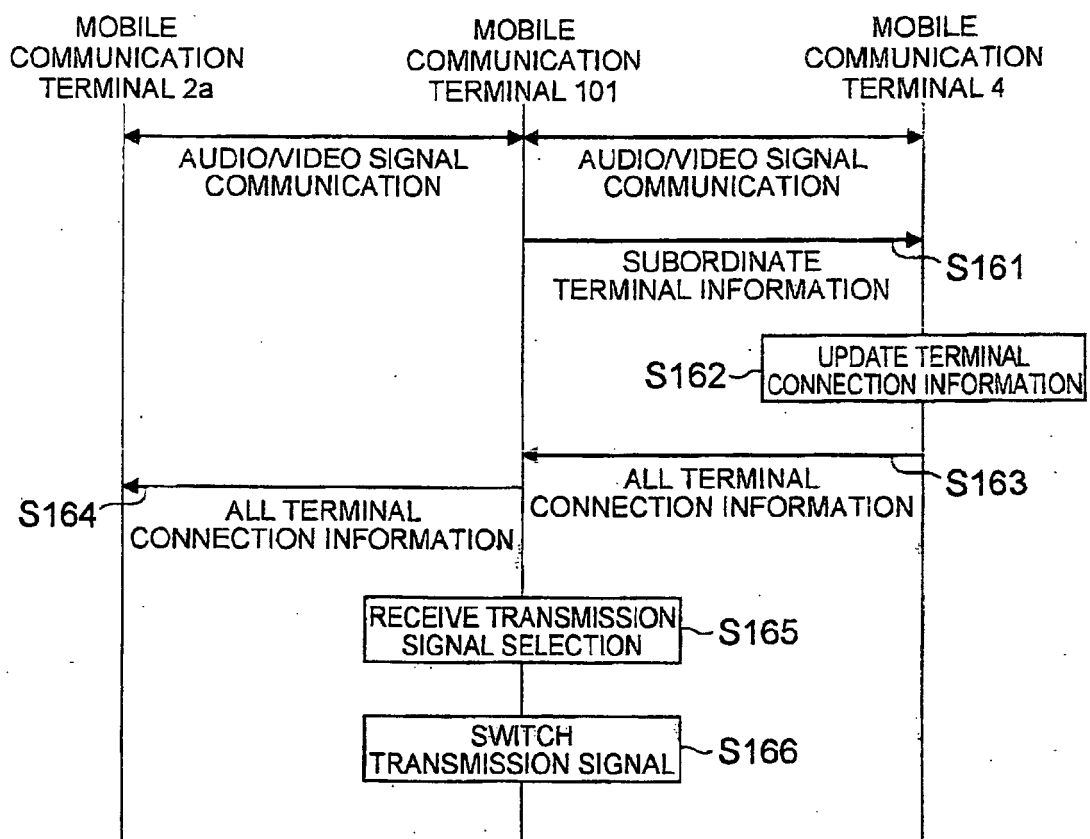 MOBILE
COMMUNICATION
TERMINAL 2a
MOBILE
COMMUNICATION
TERMINAL 101
MOBILE
COMMUNICATION
TERMINAL 4
AUDIO/VIDEO SIGNAL
COMMUNICATION
AUDIO/VIDEO SIGNAL
COMMUNICATION
SUBORDINATE
TERMINAL INFORMATION
S161
S162
UPDATE TERMINAL
CONNECTION INFORMATION
ALL TERMINAL
CONNECTION INFORMATION
S163
S164
ALL TERMINAL
CONNECTION INFORMATION
RECEIVE TRANSMISSION
SIGNAL SELECTION
S165
SWITCH
TRANSMISSION SIGNAL
S166